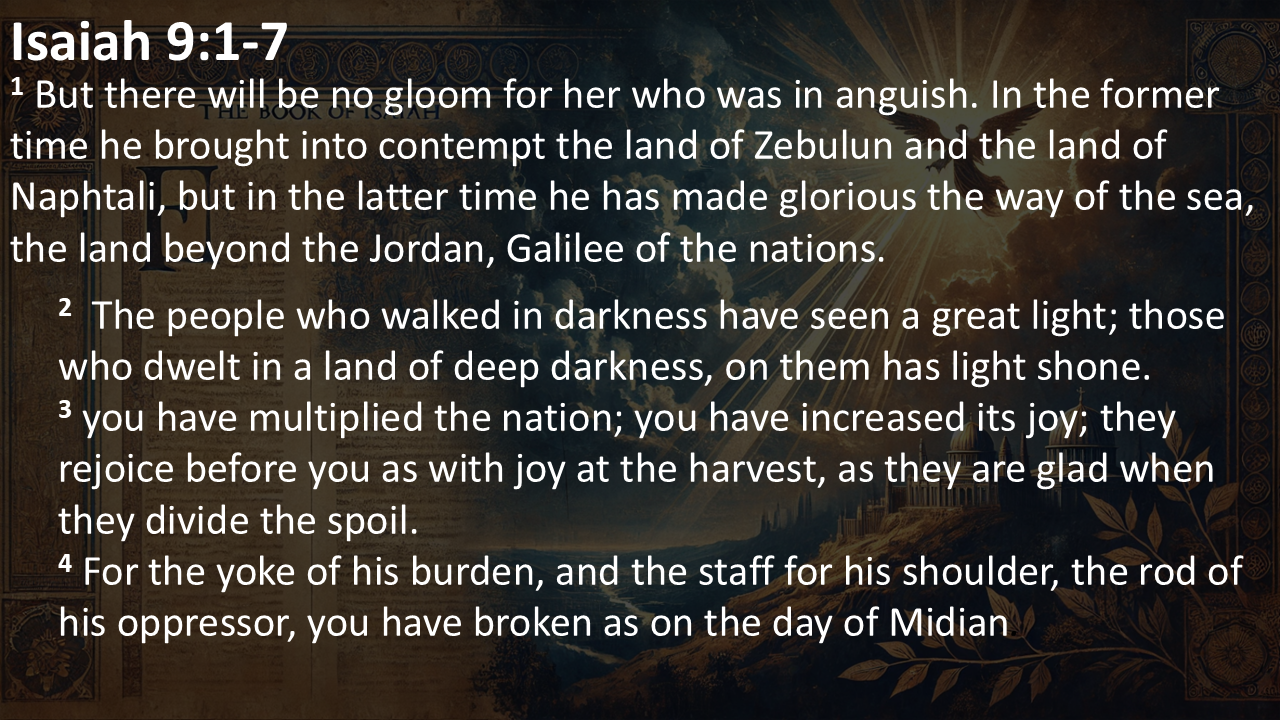 Isaiah 9:1-7
1 But there will be no gloom for her who was in anguish. In the former
THE BOOK OF ISAIAH
time he brought into contempt the land of Zebulun and the land of
Naphtali, but in the latter time he has made glorious the way of the sea,
the land beyond the Jordan, Galilee of the nations.
2 The people who walked in darkness have seen a great light; those
who dwelt in a land of deep darkness, on them has light shone.
3 you have multiplied the nation; you have increased its joy; they
rejoice before you as with joy at the harvest, as they are glad when
they divide the spoil.
4 For the yoke of his burden, and the staff for his shoulder, the rod of
his oppressor, you have broken as on the day of Midian